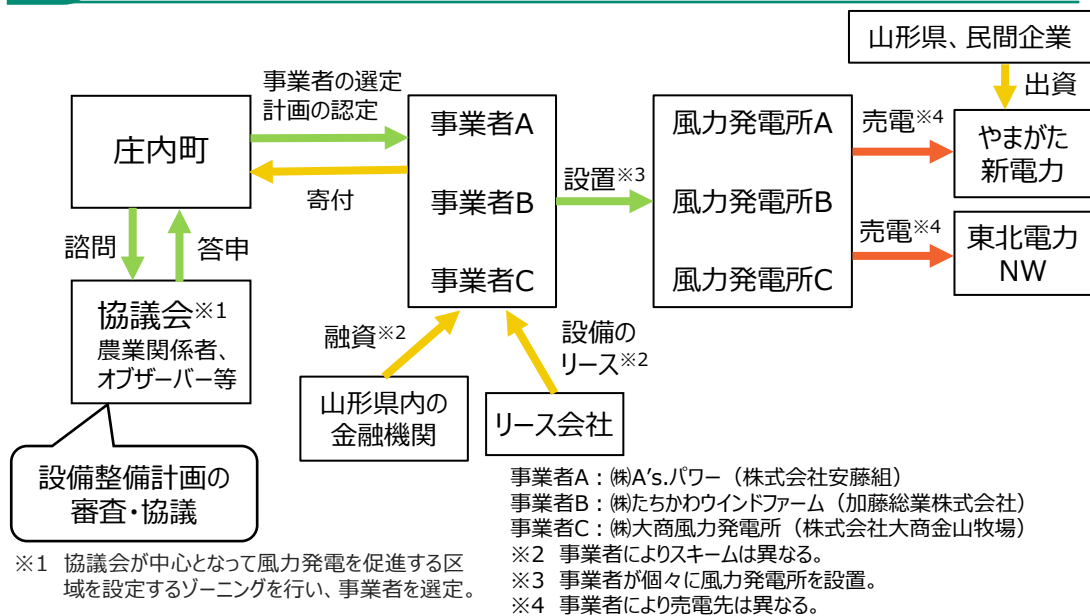 山形県、民間企業
出資
事業者の選定
計画の認定
庄内町
寄付
事業者A
事業者B
事業者C
設置※3
風力発電所A
風力発電所B
風力発電所C
売電※4
やまがた
新電力
売電※4
東北電力
NW
諮問
答申
協議会※1
農業関係者、
オブザーバー等
融資※2
設備の
リース※2
山形県内の
金融機関
リース会社
設備整備計画の
審査・協議
事業者A：㈱A's.パワー（株式会社安藤組）
事業者B：㈱たちかわウインドファーム（加藤総業株式会社）
事業者C：㈱大商風力発電所（株式会社大商金山牧場）
※2 事業者によりスキームは異なる。
※3 事業者が個々に風力発電所を設置。
※4 事業者により売電先は異なる。
※1 協議会が中心となって風力発電を促進する区
域を設定するゾーニングを行い、事業者を選定。